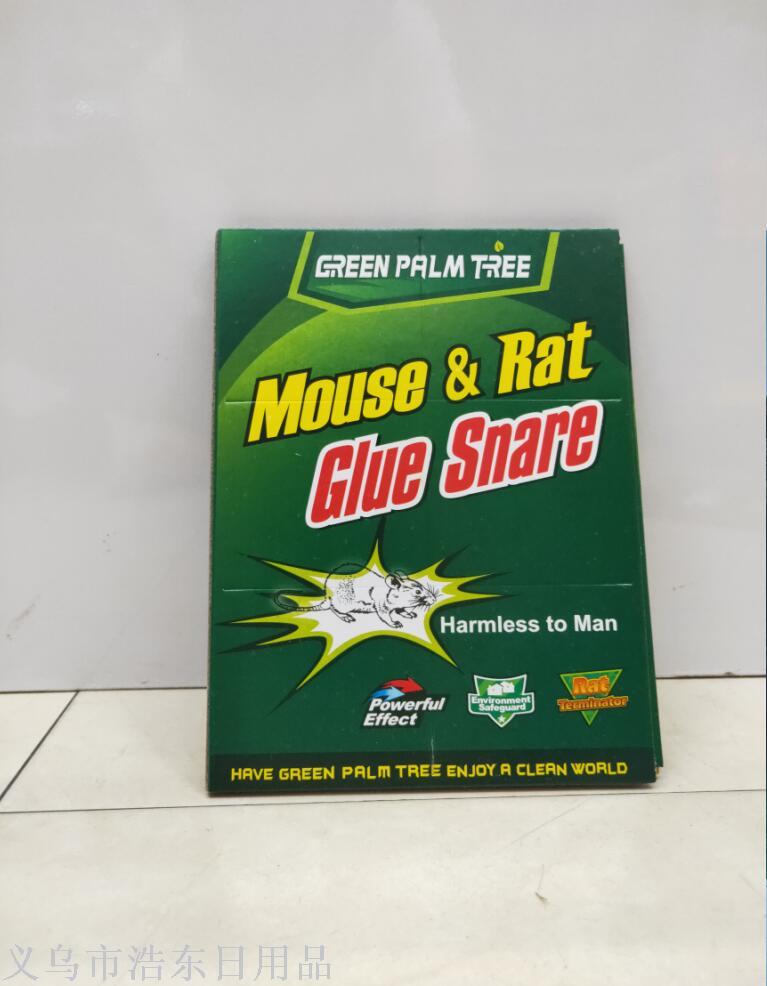 GREEN PALM TREE
Mouse & Rat
Glue Snare
Harmless to Man
Powerful
Effect
Environment
Safeguard
Rat
Terminator
HAVE GREEN PALM TREE ENJOY A CLEAN WORLD
义乌市浩东日用品